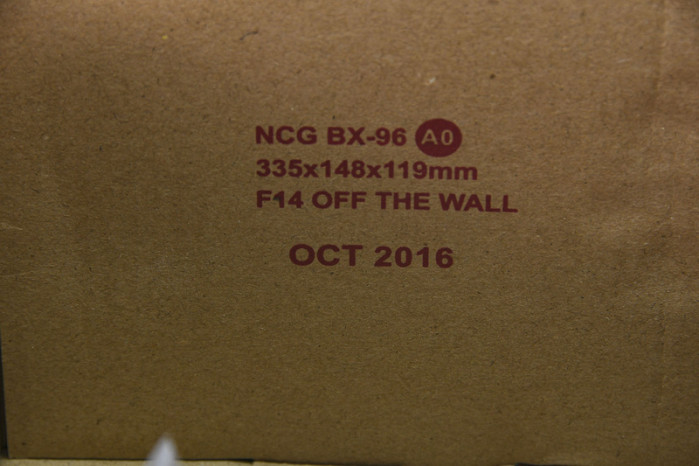 NCG BX-96 A0
335x148x119mm
F14 OFF THE WALL
OCT 2016